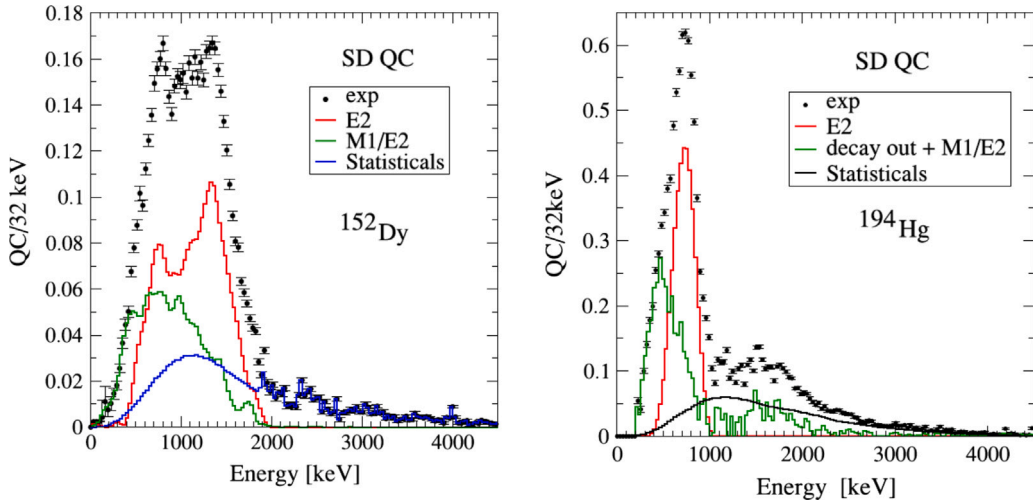 0.18
0.16
0.14
0.12
0.1
0.08
0.06
0.04
0.02
0
QC/32 keV
SD QC
exp
E2
M1/E2
Statisticals
152Dy
0 1000 2000 3000 4000
Energy [keV]
0.6
0.5
0.4
0.3
0.2
0.1
0
QC/32keV
SD QC
exp
E2
decay out + M1/E2
Statisticals
194Hg
0 1000 2000 3000 4000
Energy [keV]